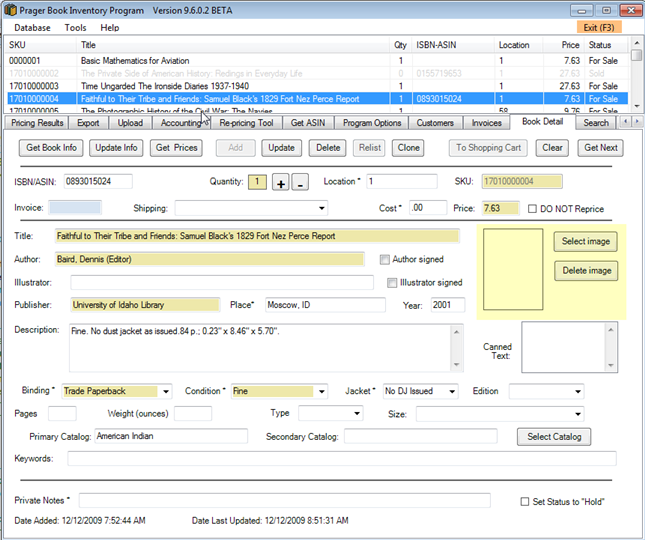 Prager Book Inventory Program Version 9.6.0.2 BETA
Database Tools Help Exit (F3)
SKU Title Qty ISBN-ASIN Location Price Status
0000001 Basic Mathematics for Aviation 1 1 7.63 For Sale
17010000002 The Private Side of American History: Redings in Everyday Life 0 0155719653 1 27.63 Sold
17010000003 Time Ungarded The Ironside Diaries 1937-1940 1 1 27.63 For Sale
17010000004 Faithful to Their Tribe and Friends: Samuel Black's 1829 Fort Nez Perce Report 1 0893015024 1 7.63 For Sale
17010000005 The Photographic History of the Civil War: The Navies 1 58 9.76 For Sale
Pricing Results Export Upload Accounting Re-pricing Tool Get ASIN Program Options Customers Invoices Book Detail Search
Get Book Info Update Info Get Prices Add Update Delete Relist Clone To Shopping Cart Clear Get Next
ISBN/ASIN: 0893015024 Quantity: 1 + - Location * 1 SKU: 17010000004
Invoice: Shipping: Cost * .00 Price: 7.63 DO NOT Reprice
Title: Faithful to Their Tribe and Friends: Samuel Black's 1829 Fort Nez Perce Report Select image
Author: Baird, Dennis (Editor) Author signed Delete image
Illustrator: Illustrator signed
Publisher: University of Idaho Library Place* Moscow, ID Year: 2001
Description: Fine. No dust jacket as issued.84 p.; 0.23" x 8.46 x 5.70". Canned Text:
Binding * Trade Paperback Condition * Fine Jacket * No DJ Issued Edition
Pages Weight (ounces) Type Size:
Primary Catalog: American Indian Secondary Catalog: Select Catalog
Keywords:
Private Notes * Set Status to "Hold"
Date Added: 12/12/2009 7:52:44 AM Date Last Updated: 12/12/2009 8:51:31 AM